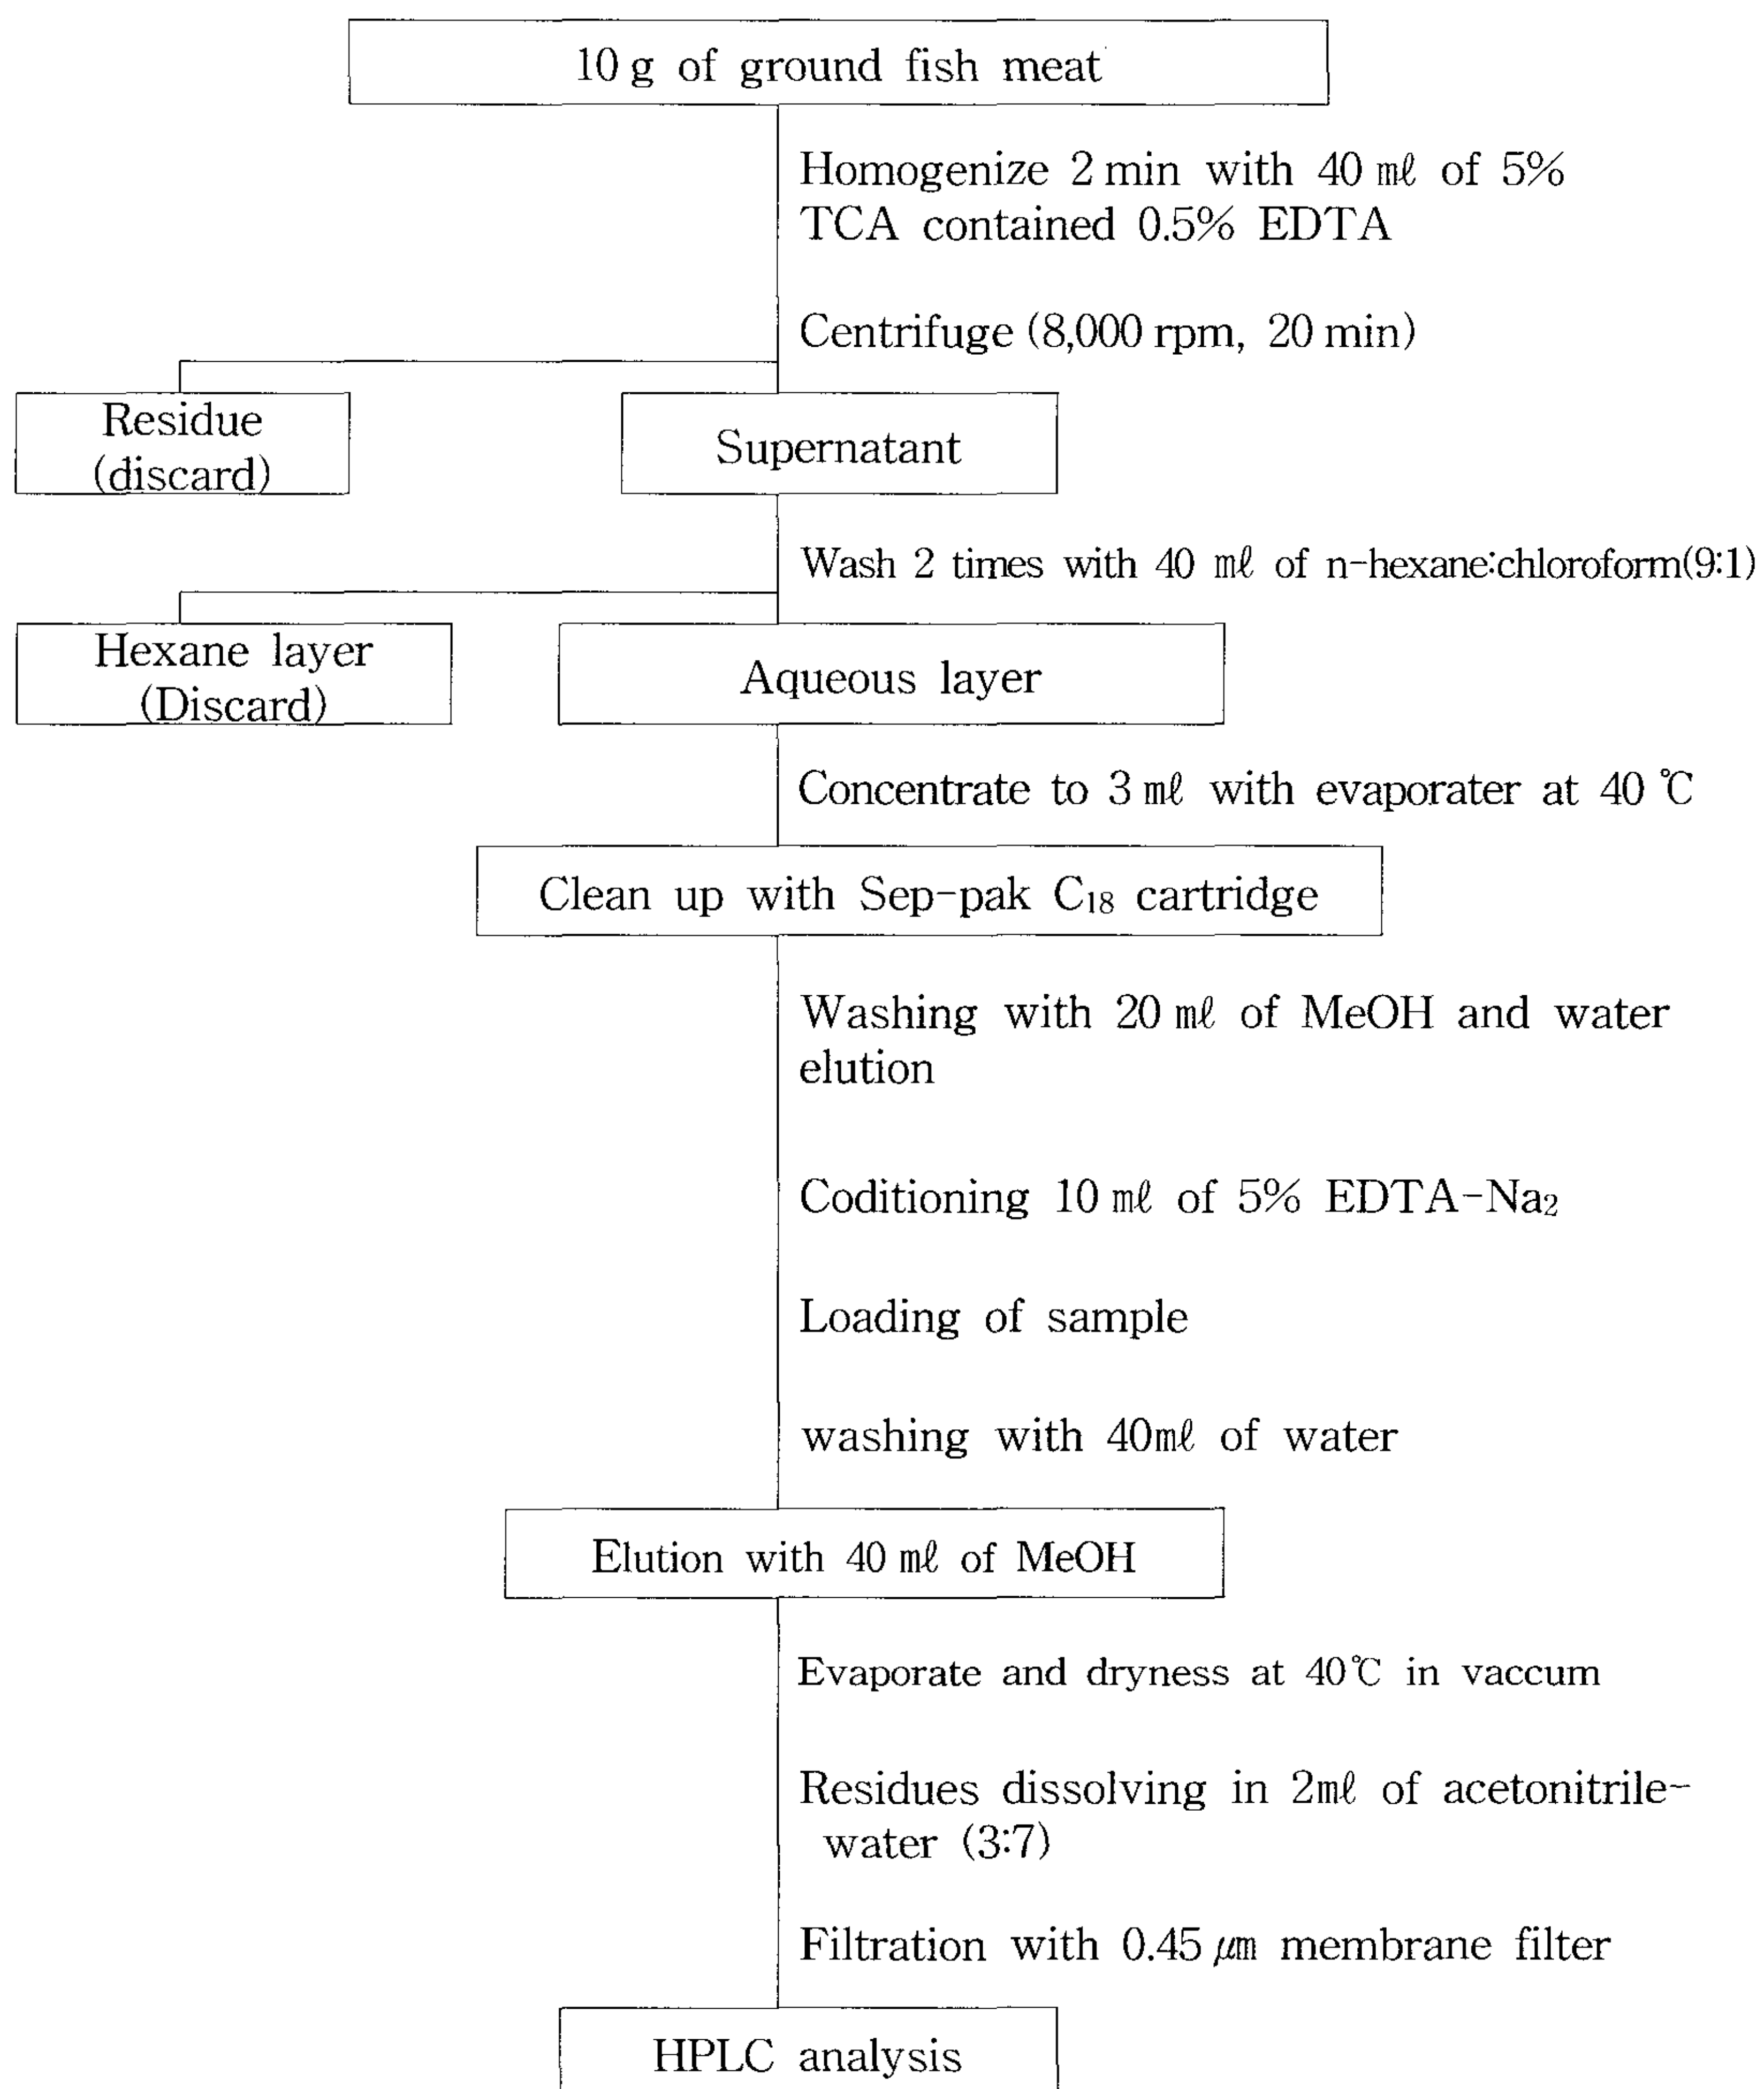 10 g of ground fish meat
Homogenize 2 min with 40 ㎖ of 5%
TCA contained 0.5% EDTA
Centrifuge (8,000 rpm, 20 min)
Residue
(discard)
Supernatant
Wash 2 times with 40 ㎖ of n-hexane:chloroform(9:1)
Hexane layer
(Discard)
Aqueous layer
Concentrate to 3 ㎖ with evaporater at 40 ℃
Clean up with Sep-pak C₁₈ cartridge
Washing with 20 ㎖ of MeOH and water
elution
Coditioning 10 ㎖ of 5% EDTA-Na₂
Loading of sample
washing with 40㎖ of water
Elution with 40 ㎖ of MeOH
Evaporate and dryness at 40℃ in vaccum
Residues dissolving in 2㎖ of acetonitrile-
water (3:7)
Filtration with 0.45 ㎛ membrane filter
HPLC analysis